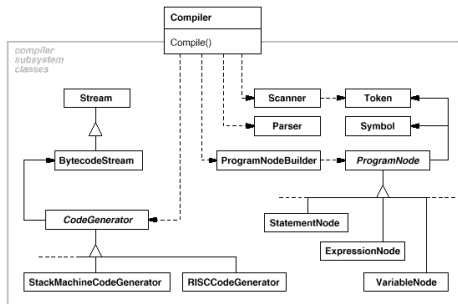 Compiler
Compile()
compiler
subsystem
classes
Stream
Scanner
Token
Parser
Symbol
BytecodeStream
ProgramNodeBuilder
ProgramNode
CodeGenerator
StatementNode
ExpressionNode
StackMachineCodeGenerator
RISCCodeGenerator
VariableNode